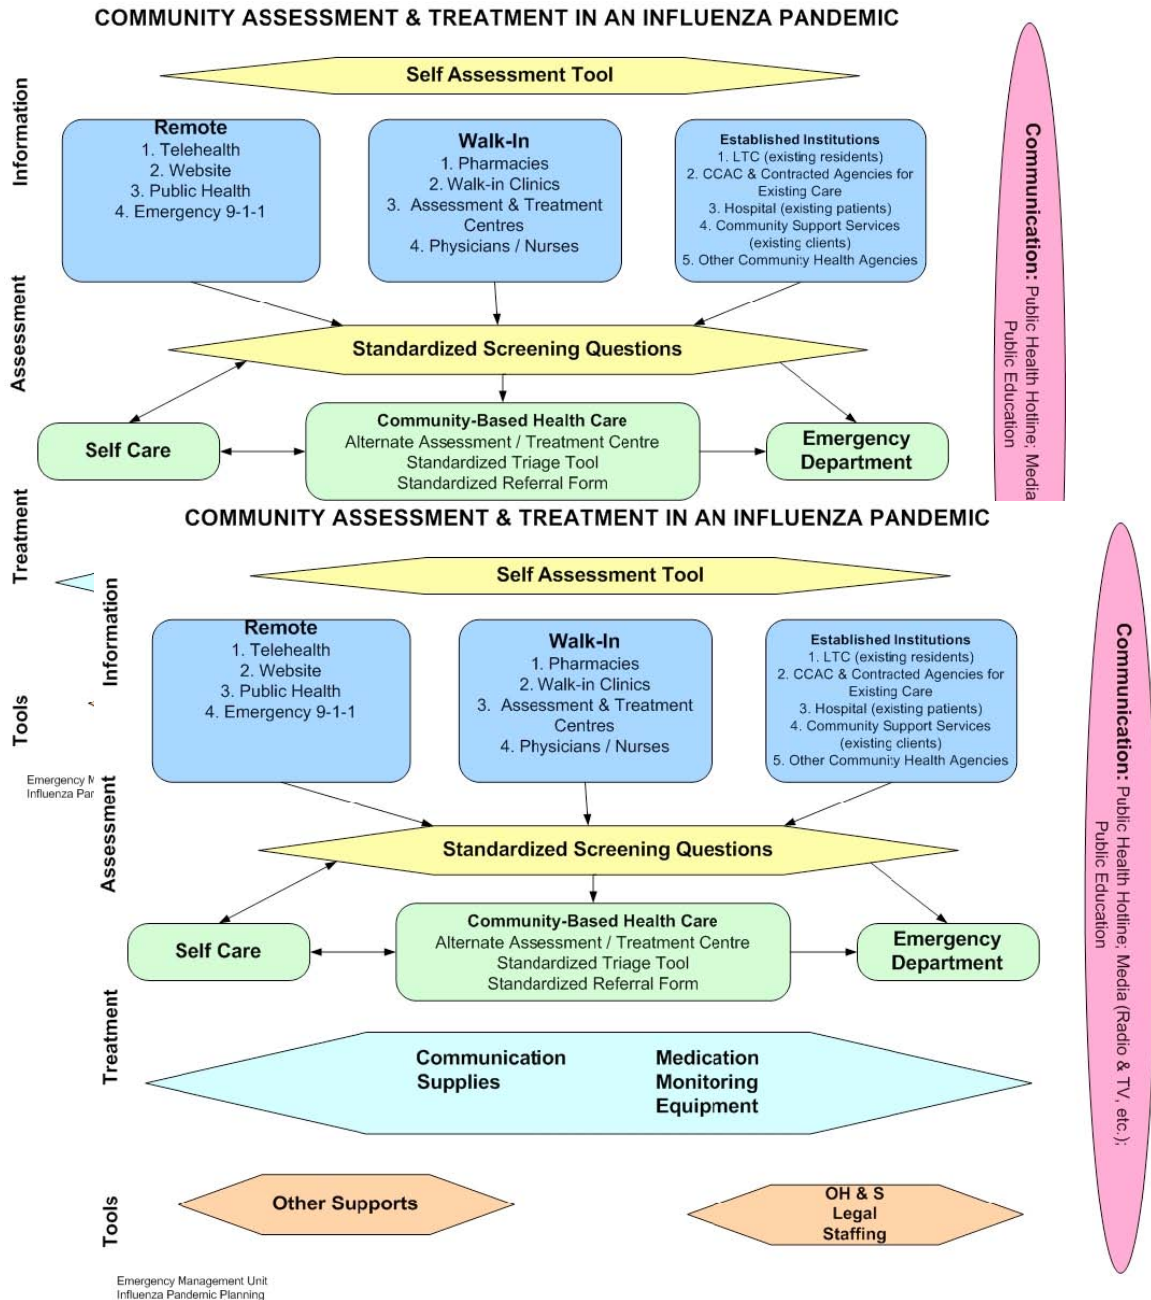 COMMUNITY ASSESSMENT & TREATMENT IN AN INFLUENZA PANDEMIC
Self Assessment Tool
Information
Remote
1. Telehealth
2. Website
3. Public Health
4. Emergency 9-1-1
Walk-In
1. Pharmacies
2. Walk-in Clinics
3. Assessment & Treatment
Centres
4. Physicians / Nurses
Established Institutions
1. LTC (existing residents)
2. CCAC & Contracted Agencies for
Existing Care
3. Hospital (existing patients)
4. Community Support Services
(existing clients)
5. Other Community Health Agencies
Communication: Public Health Hotline; Media
Public Education
Assessment
Standardized Screening Questions
Self Care
Community-Based Health Care
Alternate Assessment / Treatment Centre
Standardized Triage Tool
Standardized Referral Form
Emergency
Department
Treatment
Tools
Emergency M
Influenza Par
COMMUNITY ASSESSMENT & TREATMENT IN AN INFLUENZA PANDEMIC
Self Assessment Tool
Information
Remote
1. Telehealth
2. Website
3. Public Health
4. Emergency 9-1-1
Walk-In
1. Pharmacies
2. Walk-in Clinics
3. Assessment & Treatment
Centres
4. Physicians / Nurses
Established Institutions
1. LTC (existing residents)
2. CCAC & Contracted Agencies for
Existing Care
3. Hospital (existing patients)
4. Community Support Services
(existing clients)
5. Other Community Health Agencies
Communication: Public Health Hotline; Media (Radio & TV, etc.);
Public Education
Assessment
Standardized Screening Questions
Self Care
Community-Based Health Care
Alternate Assessment / Treatment Centre
Standardized Triage Tool
Standardized Referral Form
Emergency
Department
Treatment
Communication
Supplies
Medication
Monitoring
Equipment
Tools
Other Supports
OH & S
Legal
Staffing
Emergency Management Unit
Influenza Pandemic Planning